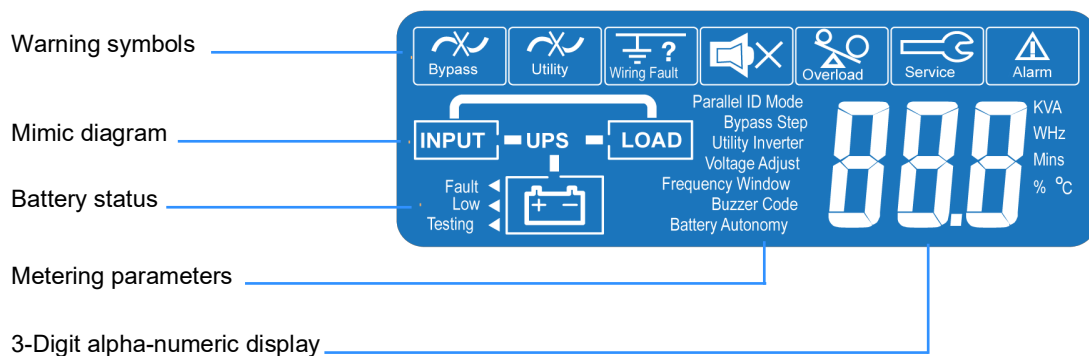 Warning symbols
Bypass
Utility
Wiring Fault
?
Overload
Service
Alarm
Mimic diagram
INPUT
UPS
LOAD
Battery status
Fault
Low
Testing
+ −
Parallel ID Mode
Bypass Step
Utility Inverter
Voltage Adjust
Frequency Window
Buzzer Code
Battery Autonomy
88.8
KVA
WHz
Mins
% °C
Metering parameters
3-Digit alpha-numeric display